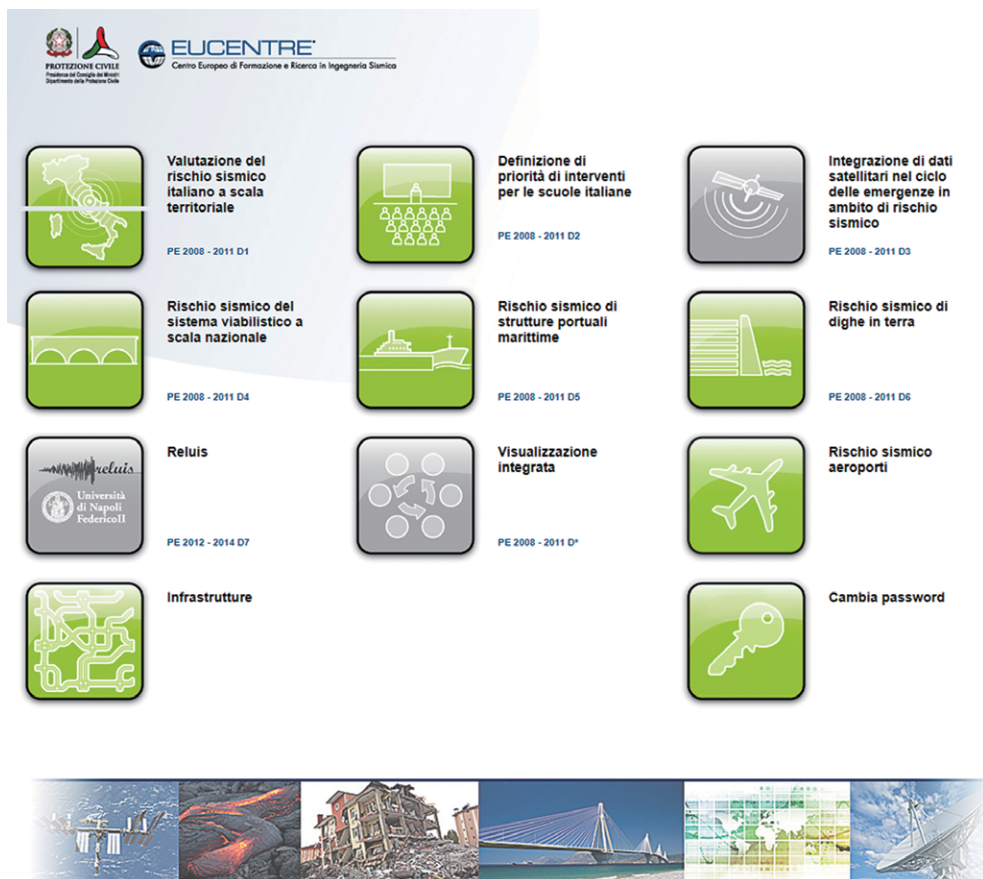 PROTEZIONE CIVILE
Presidenza del Consiglio dei Ministri
Dipartimento della Protezione Civile
EUCENTRE
Centro Europeo di Formazione e Ricerca in Ingegneria Sismica
Valutazione del
rischio sismico
italiano a scala
territoriale
PE 2008 - 2011 D1
Definizione di
priorità di interventi
per le scuole italiane
PE 2008 - 2011 D2
Integrazione di dati
satellitari nel ciclo
delle emergenze in
ambito di rischio
sismico
PE 2008 - 2011 D3
Rischio sismico del
sistema viabilistico a
scala nazionale
PE 2008 - 2011 D4
Rischio sismico di
strutture portuali
marittime
PE 2008 - 2011 D5
Rischio sismico di
dighe in terra
PE 2008 - 2011 D6
reluis
Università
di Napoli
Federico II
Reluis
PE 2012 - 2014 D7
Visualizzazione
integrata
PE 2008 - 2011 D*
Rischio sismico
aeroporti
Infrastrutture
Cambia password